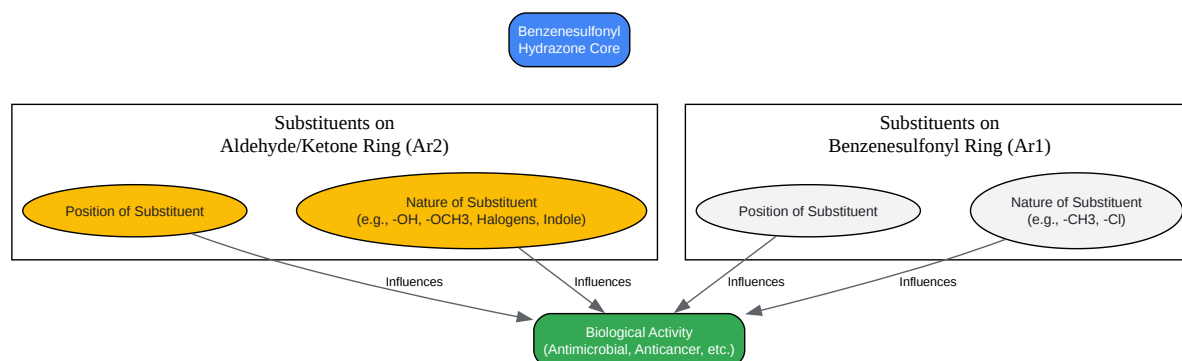 Benzenesulfonyl
Hydrazone Core
Substituents on
Aldehyde/Ketone Ring (Ar2)
Substituents on
Benzenesulfonyl Ring (Ar1)
Position of Substituent
Nature of Substituent
(e.g., -OH, -OCH3, Halogens, Indole)
Position of Substituent
Nature of Substituent
(e.g., -CH3, -Cl)
Influences
Influences
Influences
Influences
Biological Activity
(Antimicrobial, Anticancer, etc.)